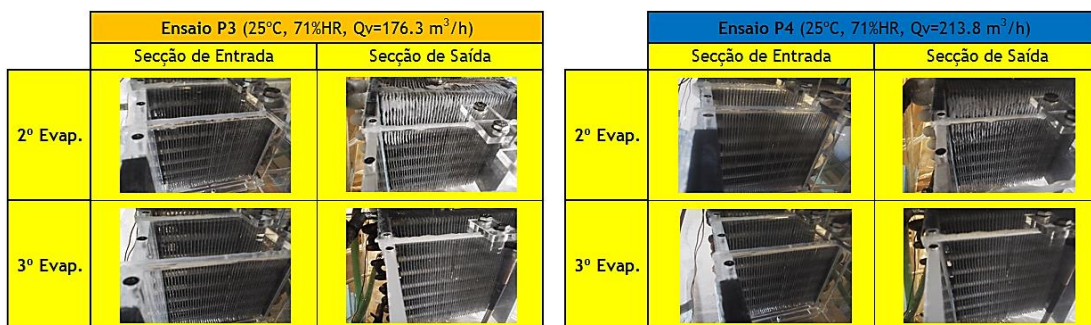 Ensaio P3 (25ºC, 71%HR, Qv=176.3 m³/h)
Secção de Entrada
Secção de Saída
2º Evap.
3º Evap.
Ensaio P4 (25ºC, 71%HR, Qv=213.8 m³/h)
Secção de Entrada
Secção de Saída
2º Evap.
3º Evap.